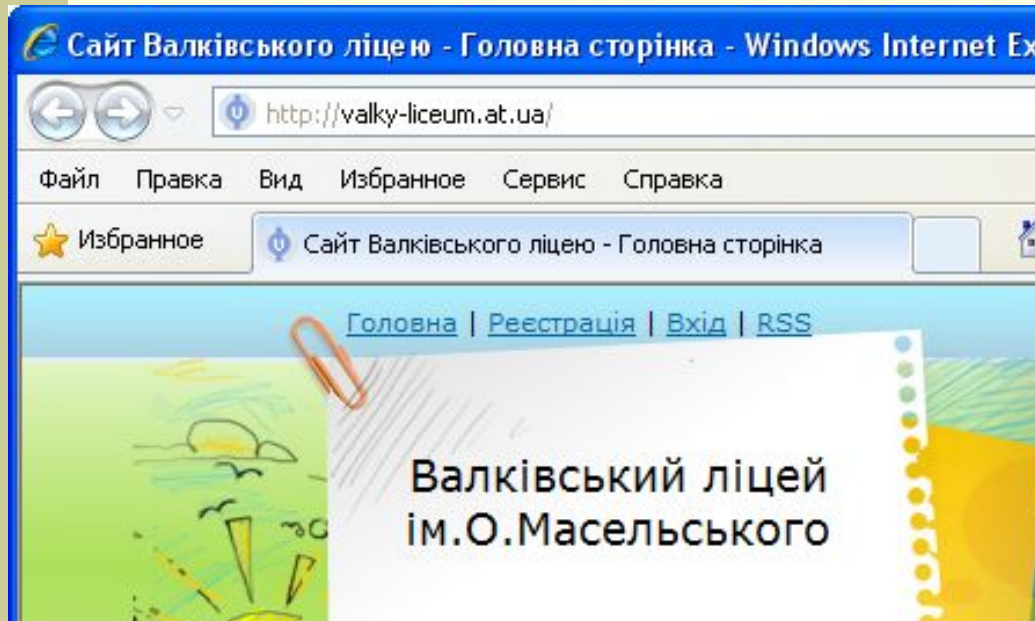 Сайт Валківського ліцею - Головна сторінка - Windows Internet Ex
http://valky-liceum.at.ua/
Файл Правка Вид Избранное Сервис Справка
Избранное Сайт Валківського ліцею - Головна сторінка
Головна | Реєстрація | Вхід | RSS
Валківський ліцей
ім.О.Масельського